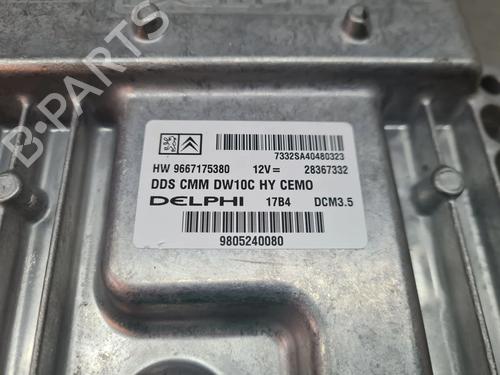 7332SA40480323
HW 9667175380 12V= 28367332
DDS CMM DW10C HY CEMO
DELPHI 17B4 DCM3.5
9805240080
B-PARTS